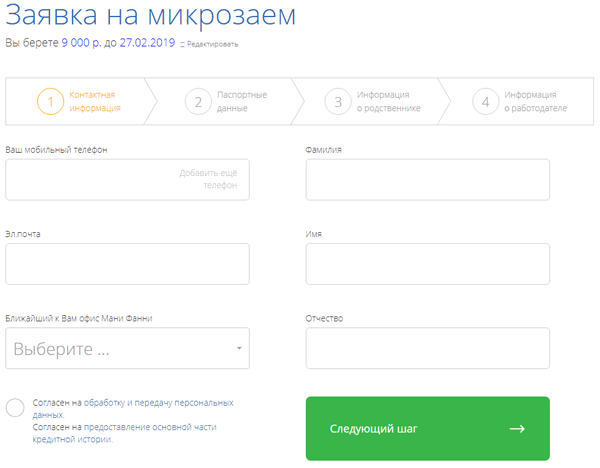 Заявка на микрозаем
Вы берете 9 000 р. до 27.02.2019 Редактировать
1 Контактная
информация
2 Паспортные
данные
3 Информация
о родственнике
4 Информация
о работодателе
Ваш мобильный телефон
Добавить ещё
телефон
Фамилия
Эл.почта
Имя
Ближайший к Вам офис Мани Фанни
Выберите ...
Отчество
Согласен на обработку и передачу персональных
данных.
Согласен на предоставление основной части
кредитной истории.
Следующий шаг